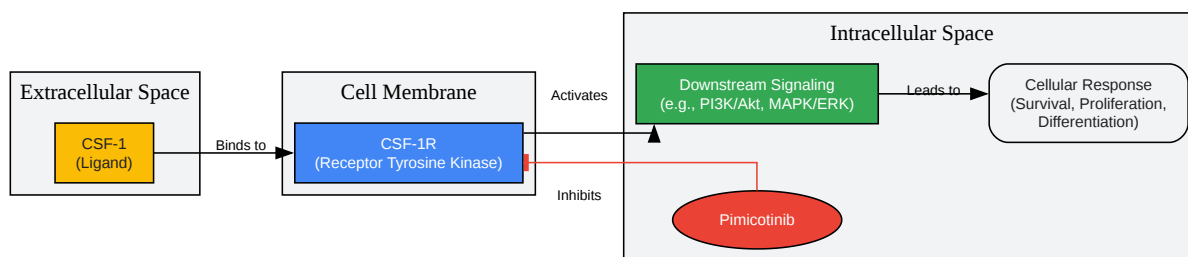 Extracellular Space
CSF-1
(Ligand)
Binds to
Cell Membrane
CSF-1R
(Receptor Tyrosine Kinase)
Activates
Inhibits
Intracellular Space
Downstream Signaling
(e.g., PI3K/Akt, MAPK/ERK)
Leads to
Cellular Response
(Survival, Proliferation,
Differentiation)
Pimicotinib